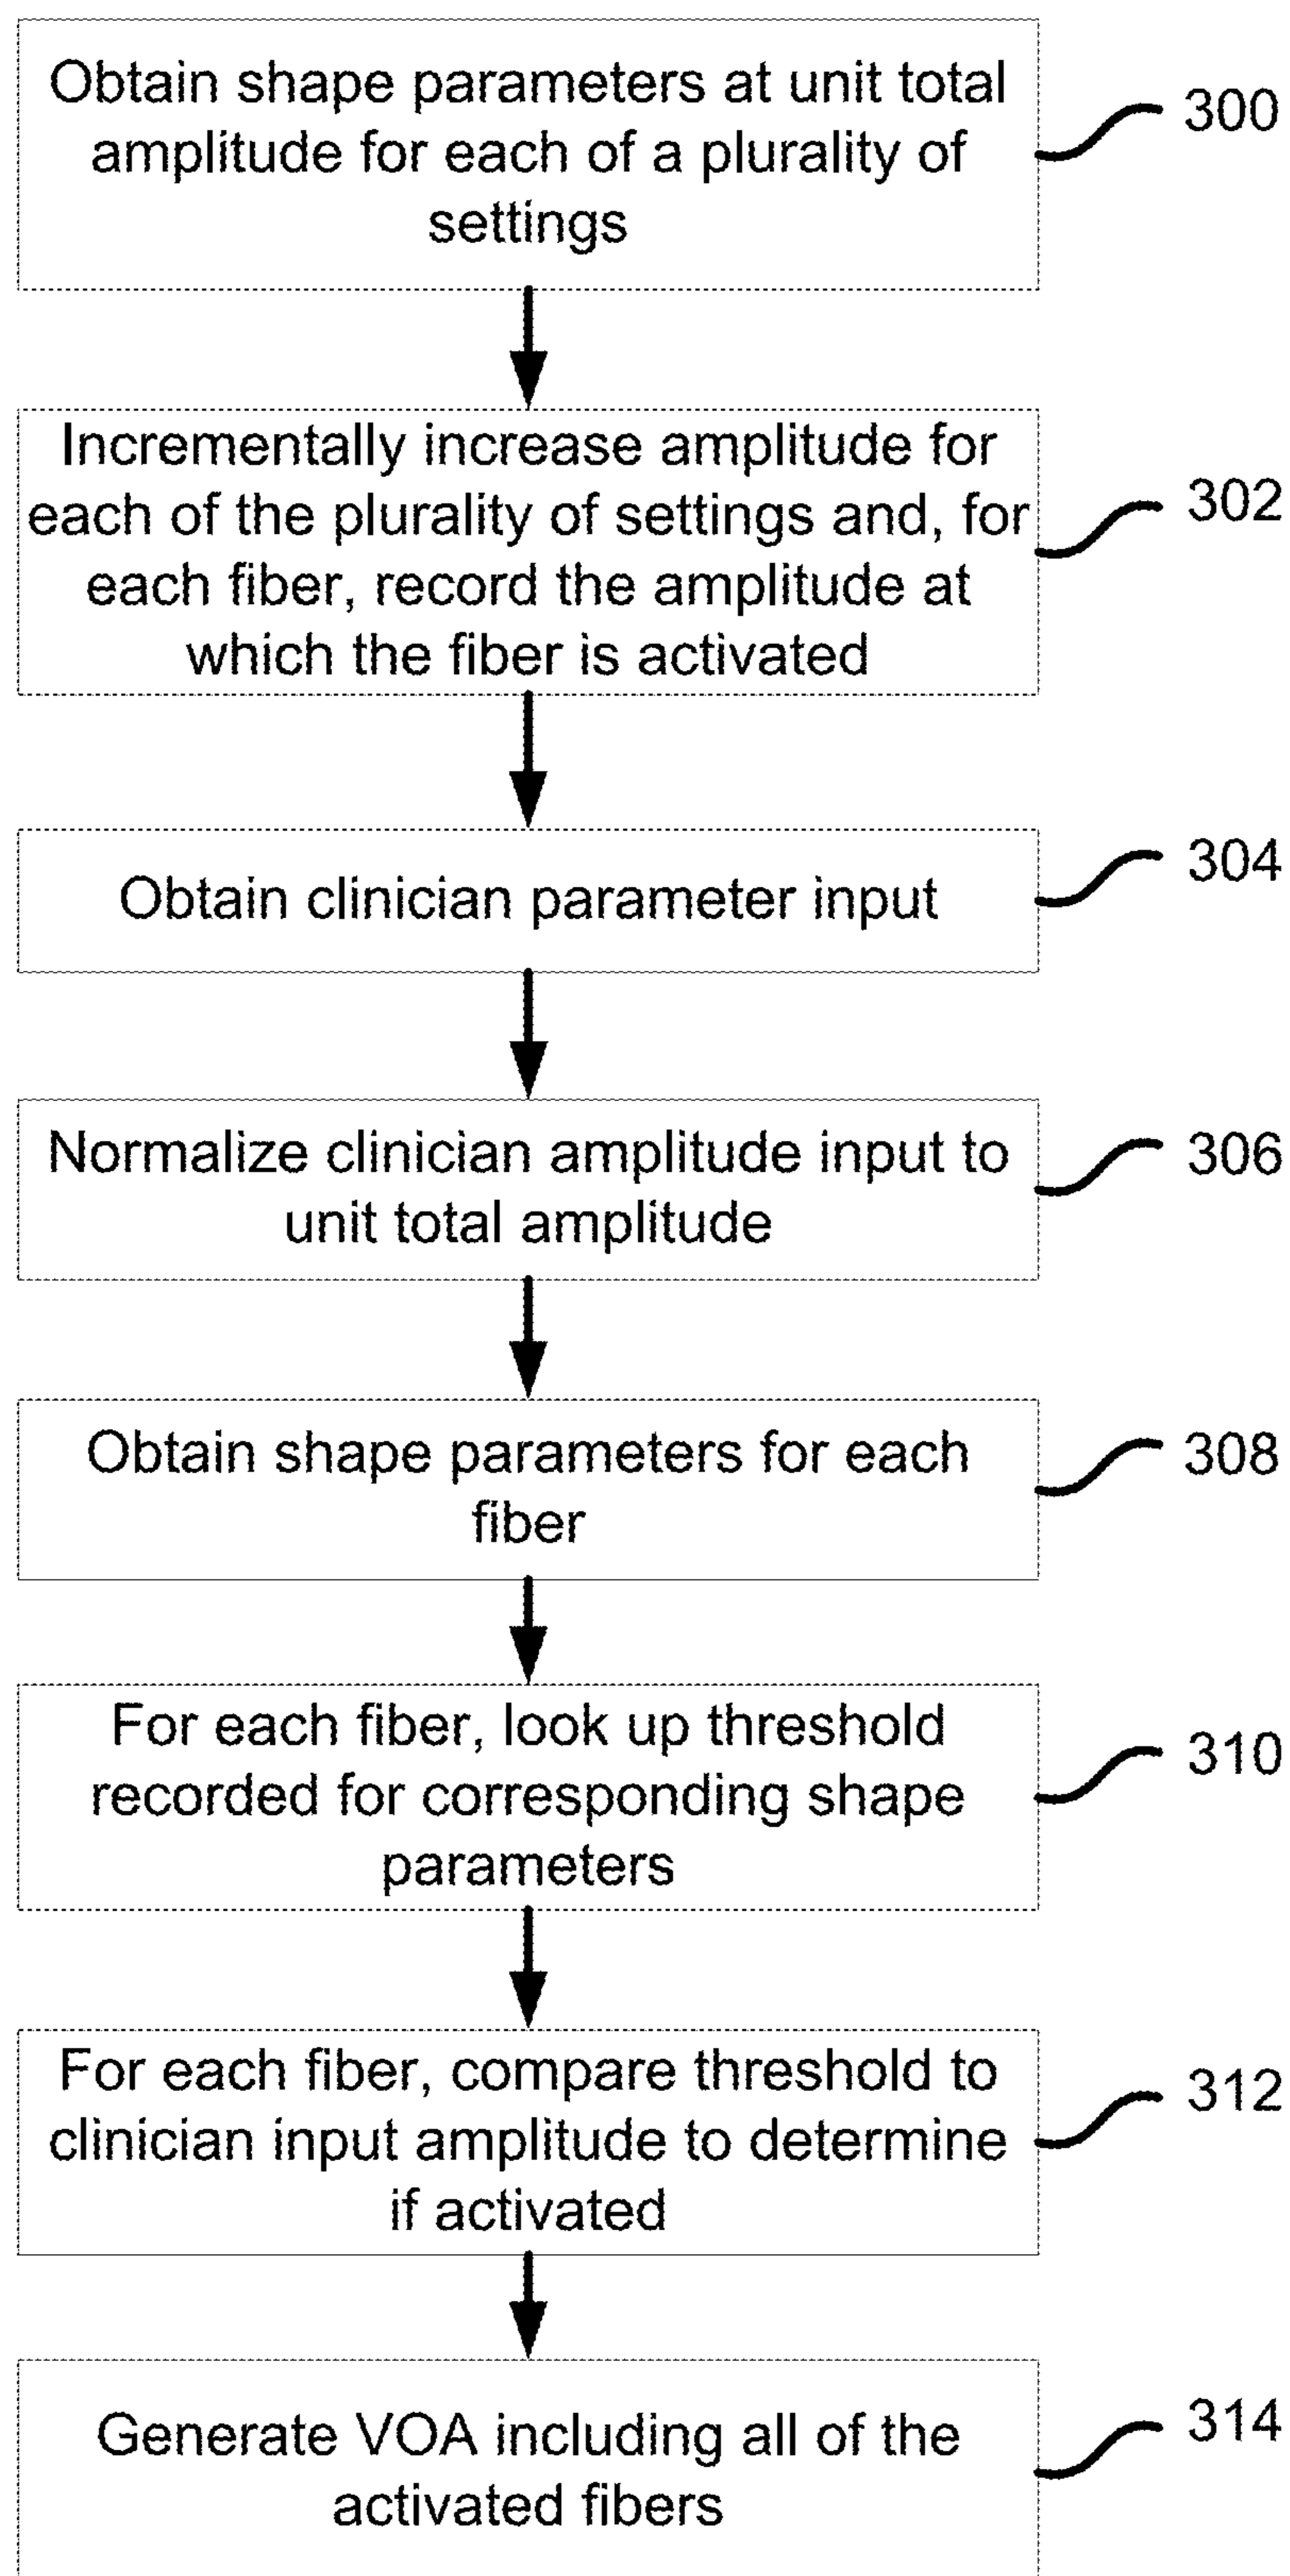 Obtain shape parameters at unit total
amplitude for each of a plurality of
settings
300
Incrementally increase amplitude for
each of the plurality of settings and, for
each fiber, record the amplitude at
which the fiber is activated
302
Obtain clinician parameter input
304
Normalize clinician amplitude input to
unit total amplitude
306
Obtain shape parameters for each
fiber
308
For each fiber, look up threshold
recorded for corresponding shape
parameters
310
For each fiber, compare threshold to
clinician input amplitude to determine
if activated
312
Generate VOA including all of the
activated fibers
314